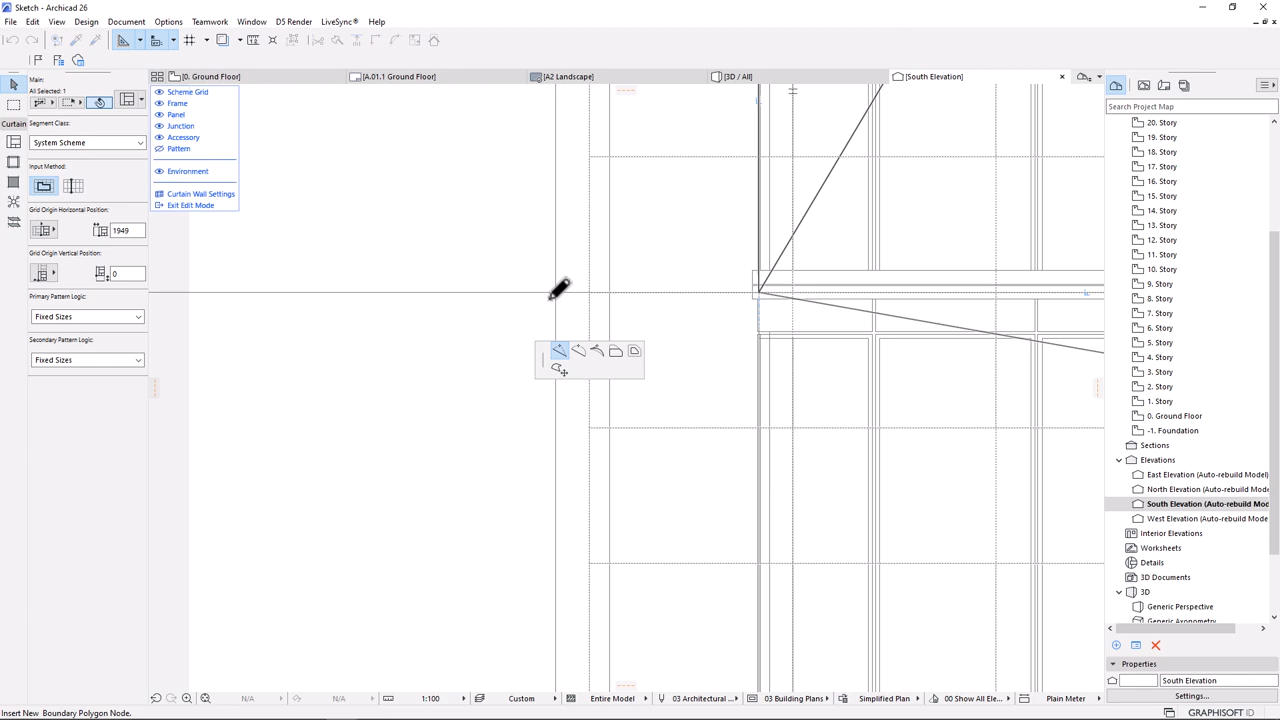 Sketch - Archicad 26
File Edit View Design Document Options Teamwork Window D5 Render LiveSync® Help
Main:
All Selected: 1
[0. Ground Floor] [A.01.1 Ground Floor] [A2 Landscape] [3D / All] [South Elevation]
Curtain
Segment Class:
System Scheme
Input Method:
Grid Origin Horizontal Position:
1949
Grid Origin Vertical Position:
0
Primary Pattern Logic:
Fixed Sizes
Secondary Pattern Logic:
Fixed Sizes
Scheme Grid
Frame
Panel
Junction
Accessory
Pattern
Environment
Curtain Wall Settings
Exit Edit Mode
Search Project Map
20. Story
19. Story
18. Story
17. Story
16. Story
15. Story
14. Story
13. Story
12. Story
11. Story
10. Story
9. Story
8. Story
7. Story
6. Story
5. Story
4. Story
3. Story
2. Story
1. Story
0. Ground Floor
-1. Foundation
Sections
Elevations
East Elevation (Auto-rebuild Model)
North Elevation (Auto-rebuild Mode
South Elevation (Auto-rebuild Mod
West Elevation (Auto-rebuild Mode
Interior Elevations
Worksheets
Details
3D Documents
3D
Generic Perspective
Generic Axonometry
Properties
South Elevation
Settings...
N/A N/A 1:100 Custom Entire Model 03 Architectural ... 03 Building Plans Simplified Plan 00 Show All Ele... Plain Meter
Insert New Boundary Polygon Node.
GRAPHISOFT ID